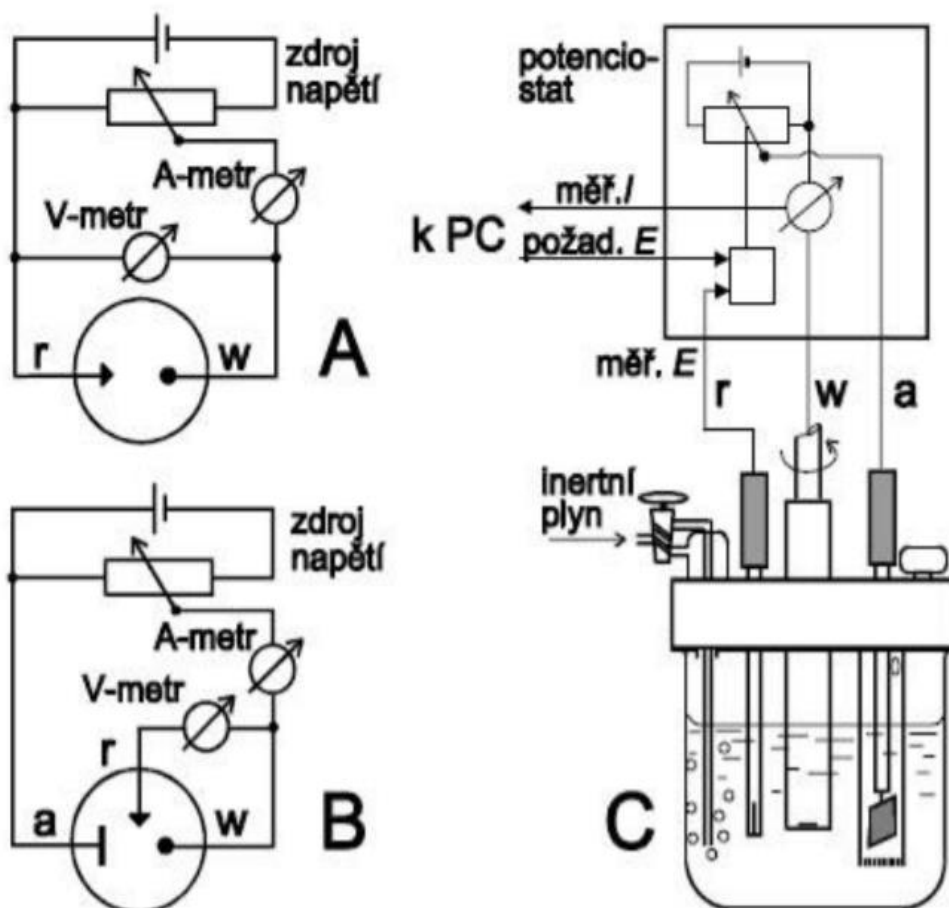 zdroj
napětí
A-metr
V-metr
r
w
A
zdroj
napětí
A-metr
V-metr
r
a
w
B
potencio-
stat
měř. I
k PC
požad. E
měř. E
r
w
a
inertní
plyn
C